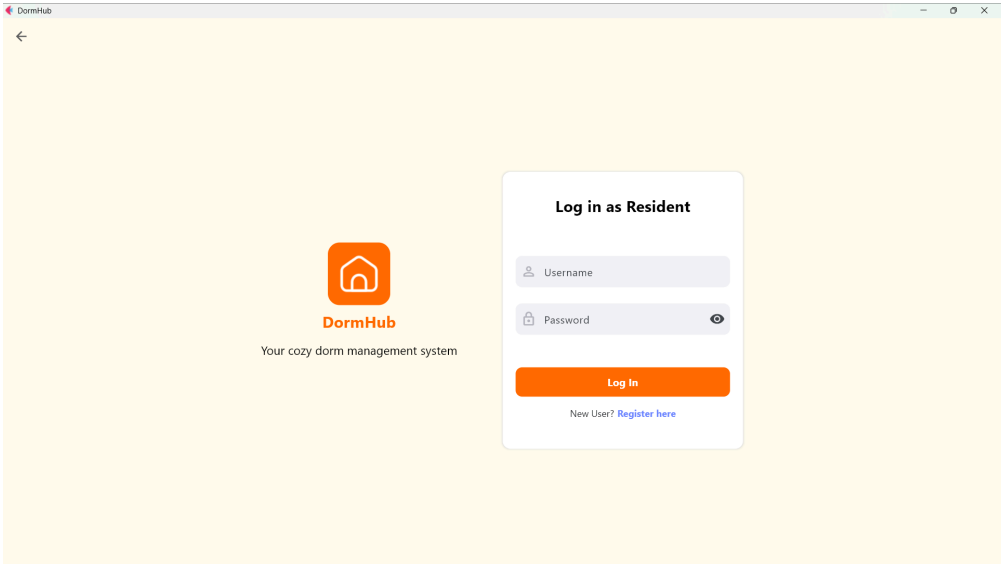 DormHub
Log in as Resident
Username
DormHub
Password
Your cozy dorm management system
Log In
New User? Register here